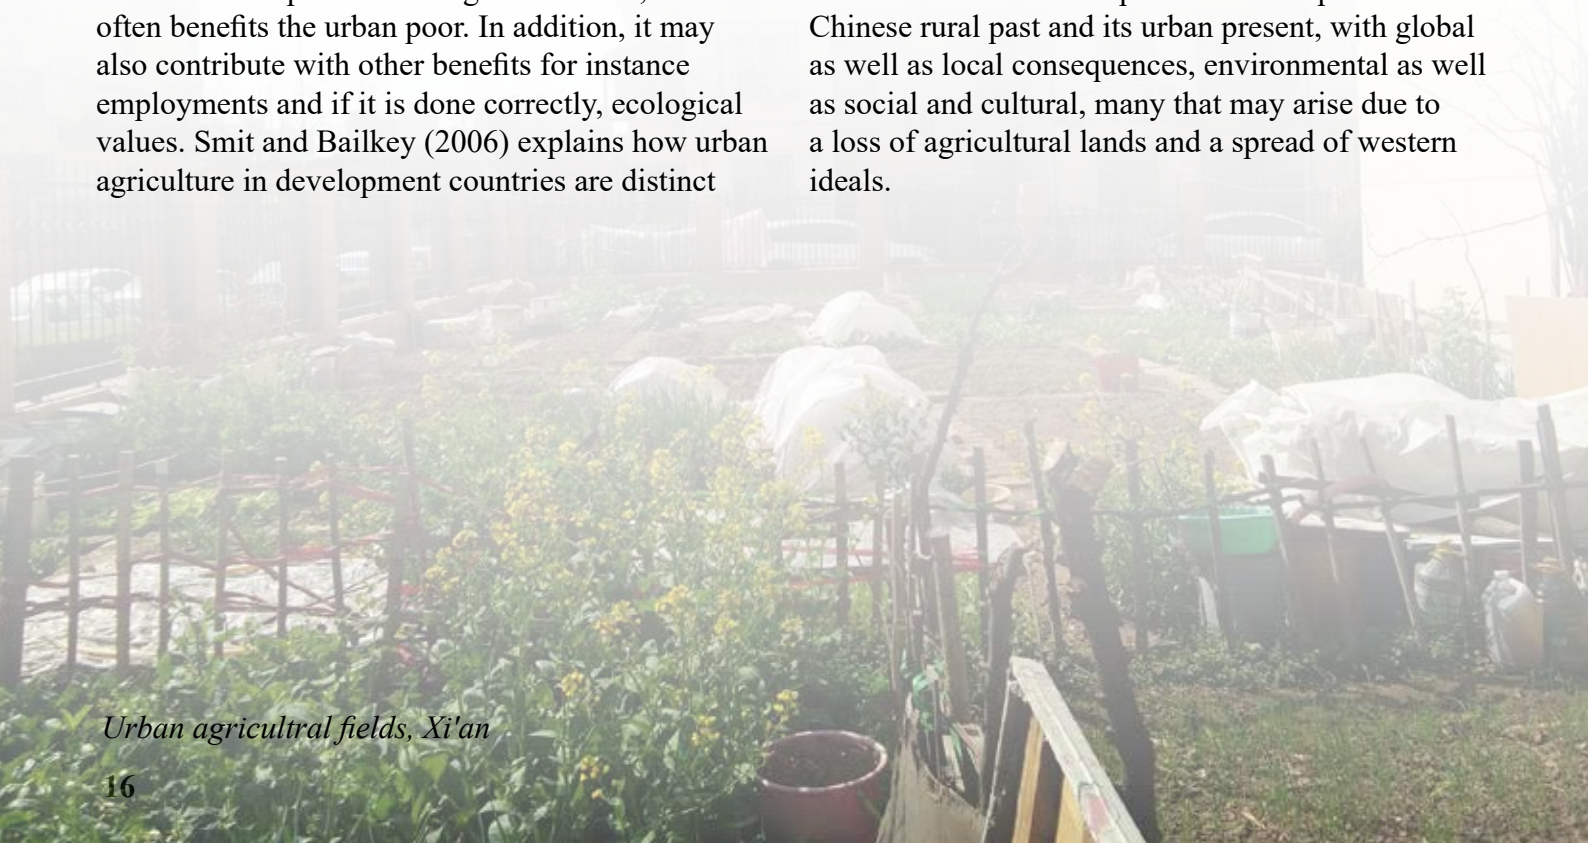 often benefits the urban poor. In addition, it may
also contribute with other benefits for instance
employments and if it is done correctly, ecological
values. Smit and Bailkey (2006) explains how urban
agriculture in development countries are distinct
Chinese rural past and its urban present, with global
as well as local consequences, environmental as well
as social and cultural, many that may arise due to
a loss of agricultural lands and a spread of western
ideals.
Urban agricultral fields, Xi'an
16